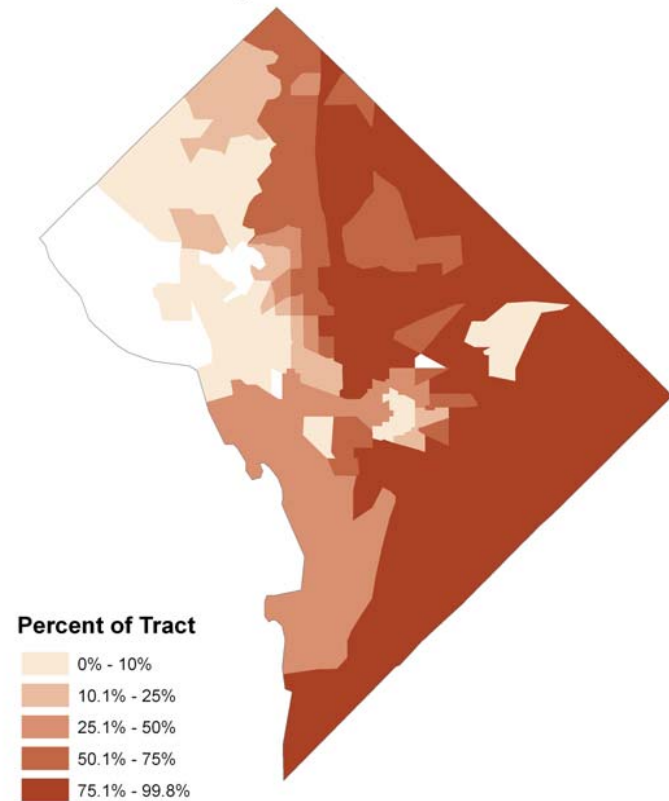 Percent of Tract
0% - 10%
10.1% - 25%
25.1% - 50%
50.1% - 75%
75.1% - 99.8%